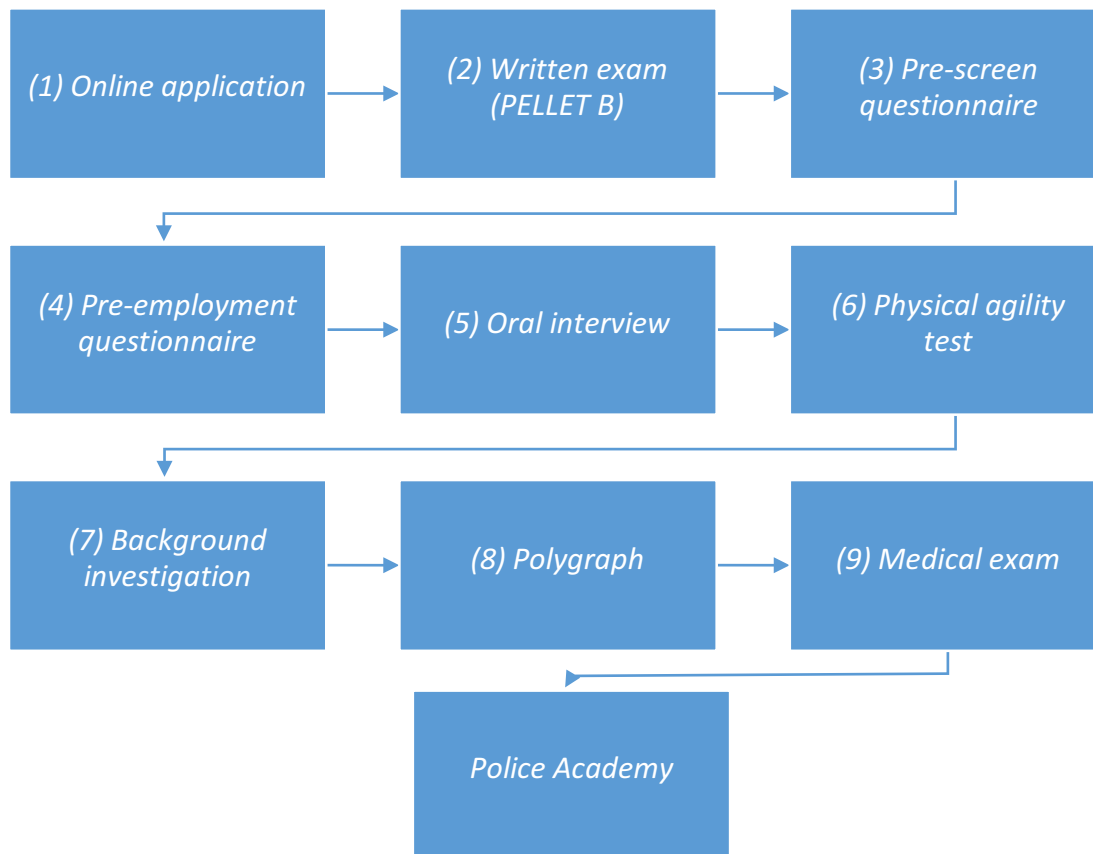 (1) Online application
(2) Written exam
(PELLET B)
(3) Pre-screen
questionnaire
(4) Pre-employment
questionnaire
(5) Oral interview
(6) Physical agility
test
(7) Background
investigation
(8) Polygraph
(9) Medical exam
Police Academy